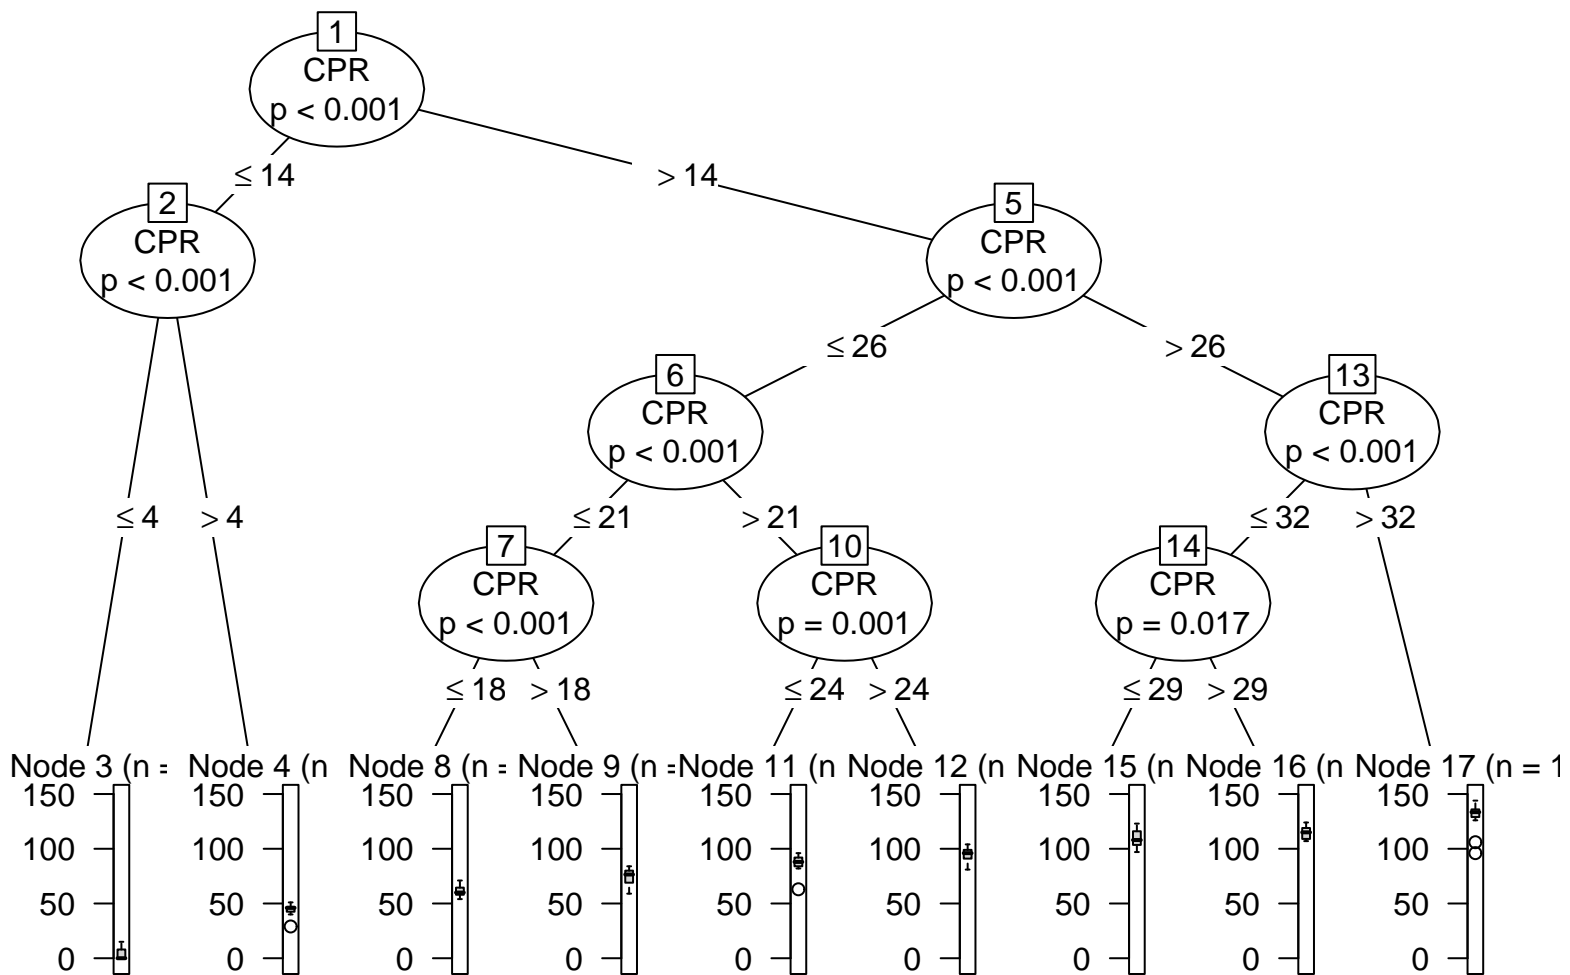 1
CPR
p < 0.001
≤ 14
> 14
2
CPR
p < 0.001
5
CPR
p < 0.001
≤ 26
> 26
6
CPR
p < 0.001
13
CPR
p < 0.001
≤ 4
> 4
≤ 21
> 21
≤ 32
> 32
7
CPR
p < 0.001
10
CPR
p = 0.001
14
CPR
p = 0.017
≤ 18
> 18
≤ 24
> 24
≤ 29
> 29
Node 3 (n =
150
100
50
0
Node 4 (n
150
100
50
0
Node 8 (n =
150
100
50
0
Node 9 (n =
150
100
50
0
Node 11 (n
150
100
50
0
Node 12 (n
150
100
50
0
Node 15 (n
150
100
50
0
Node 16 (n
150
100
50
0
Node 17 (n = 1
150
100
50
0